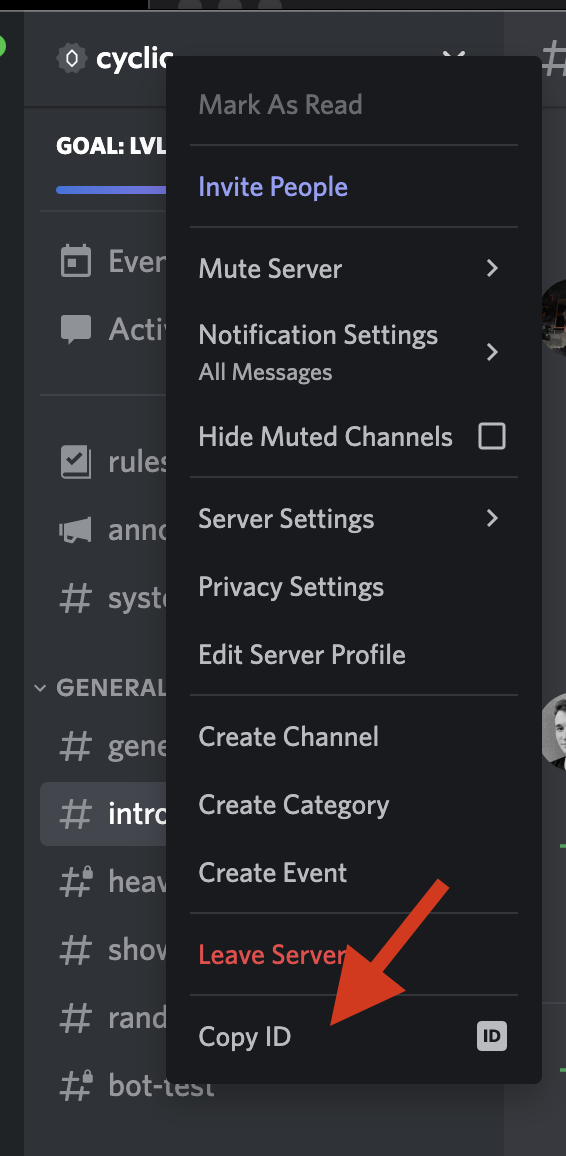 cyclic
Mark As Read
GOAL: LVL
Invite People
Mute Server
Notification Settings
All Messages
Hide Muted Channels
rules
Server Settings
Privacy Settings
Edit Server Profile
GENERAL
Create Channel
Create Category
Create Event
Leave Server
Copy ID
ID
bot-test